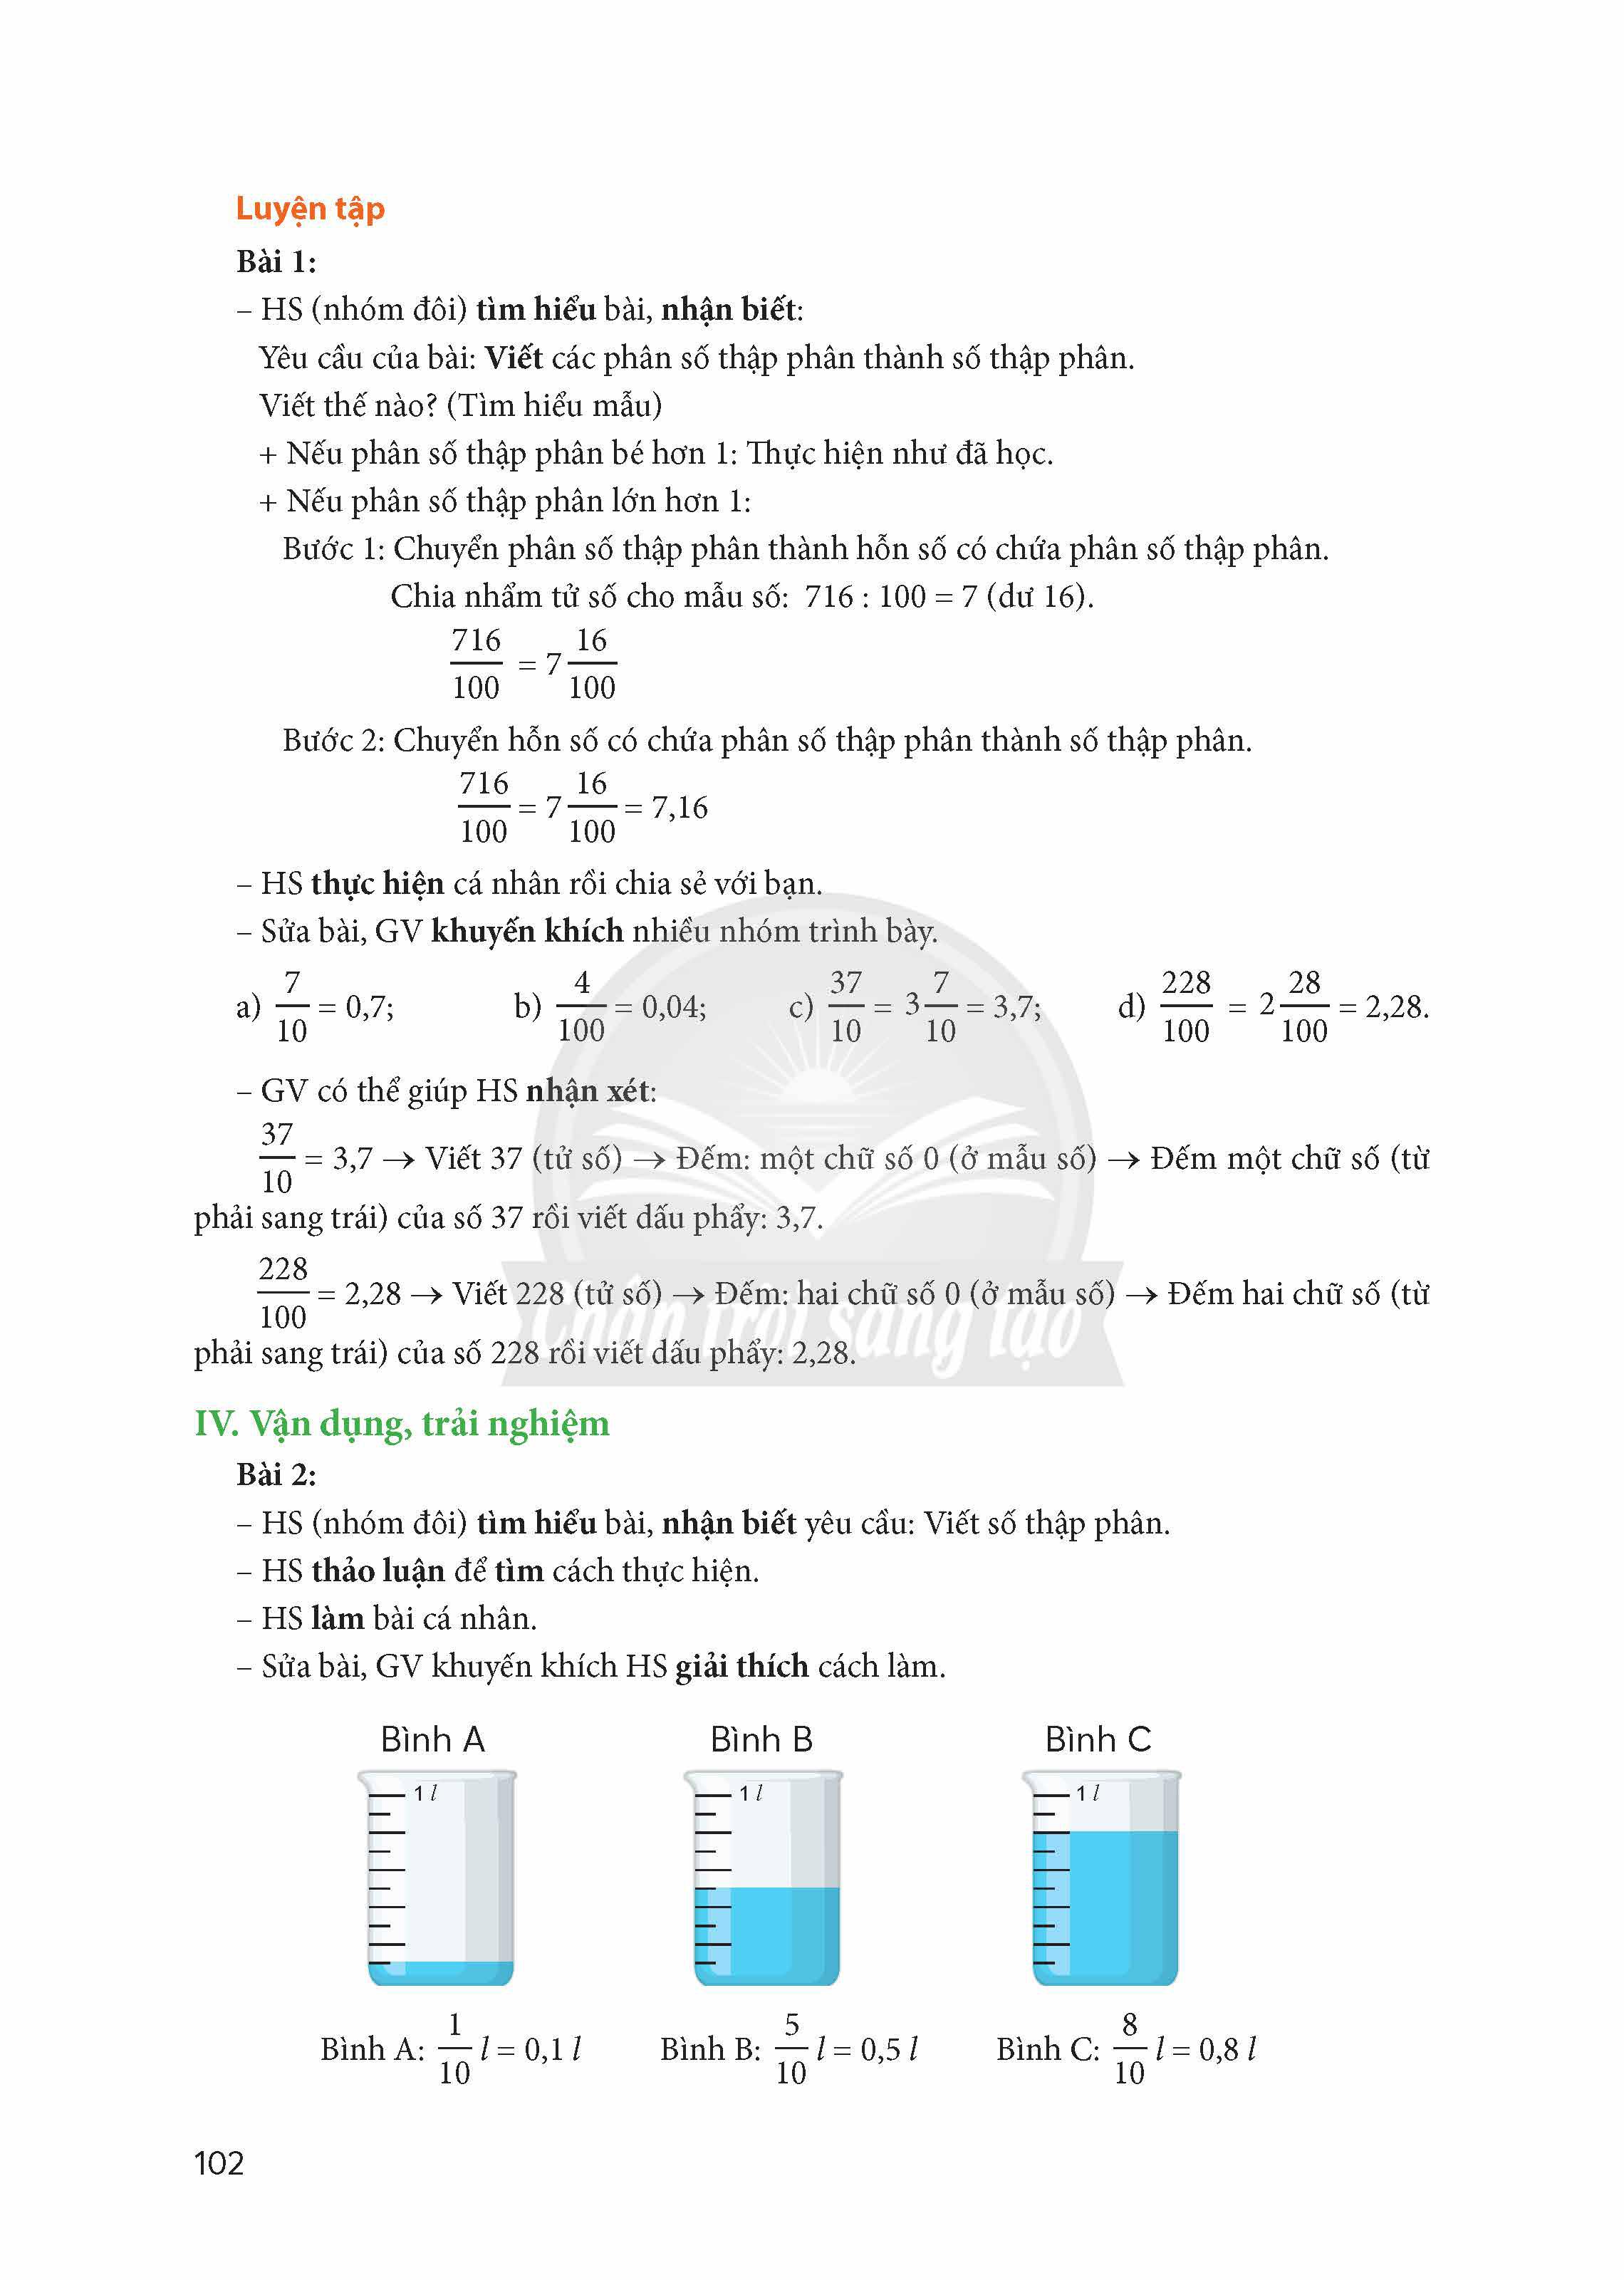 Luyện tập
Bài 1:
– HS (nhóm đôi) tìm hiểu bài, nhận biết:
Yêu cầu của bài: Viết các phân số thập phân thành số thập phân.
Viết thế nào? (Tìm hiểu mẫu)
+ Nếu phân số thập phân bé hơn 1: Thực hiện như đã học.
+ Nếu phân số thập phân lớn hơn 1:
Bước 1: Chuyển phân số thập phân thành hỗn số có chứa phân số thập phân.
Chia nhẩm tử số cho mẫu số: 716 : 100 = 7 (dư 16).
716/100 = 7 16/100
Bước 2: Chuyển hỗn số có chứa phân số thập phân thành số thập phân.
716/100 = 7 16/100 = 7,16
– HS thực hiện cá nhân rồi chia sẻ với bạn.
– Sửa bài, GV khuyến khích nhiều nhóm trình bày.
a) 7/10 = 0,7; b) 4/100 = 0,04; c) 37/10 = 3 7/10 = 3,7; d) 228/100 = 2 28/100 = 2,28.
– GV có thể giúp HS nhận xét:
37/10 = 3,7 → Viết 37 (tử số) → Đếm: một chữ số 0 (ở mẫu số) → Đếm một chữ số (từ
phải sang trái) của số 37 rồi viết dấu phẩy: 3,7.
228/100 = 2,28 → Viết 228 (tử số) → Đếm: hai chữ số 0 (ở mẫu số) → Đếm hai chữ số (từ
Chân trời sáng tạo
phải sang trái) của số 228 rồi viết dấu phẩy: 2,28.
IV. Vận dụng, trải nghiệm
Bài 2:
– HS (nhóm đôi) tìm hiểu bài, nhận biết yêu cầu: Viết số thập phân.
– HS thảo luận để tìm cách thực hiện.
– HS làm bài cá nhân.
– Sửa bài, GV khuyến khích HS giải thích cách làm.
Bình A Bình B Bình C
1 l 1 l 1 l
Bình A: 1/10 l = 0,1 l Bình B: 5/10 l = 0,5 l Bình C: 8/10 l = 0,8 l
102